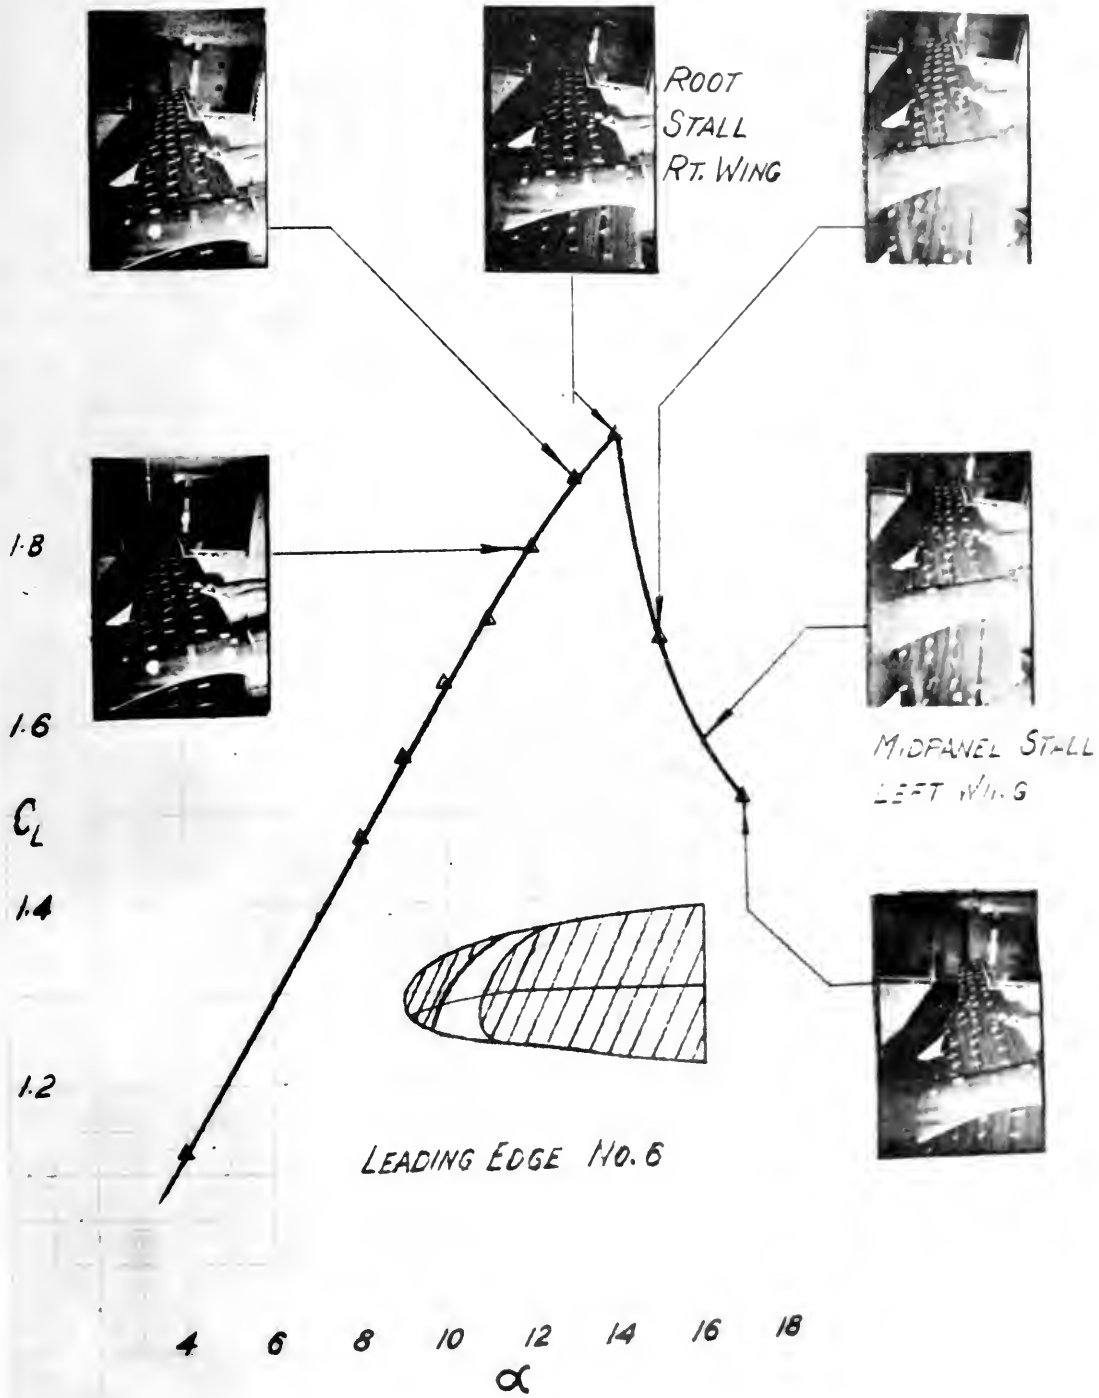 ROOT
STALL
RT. WING
1.8
1.6
MIDPANEL STALL
LEFT WING
C_L
1.4
1.2
LEADING EDGE NO. 6
4 6 8 10 12 14 16 18
α